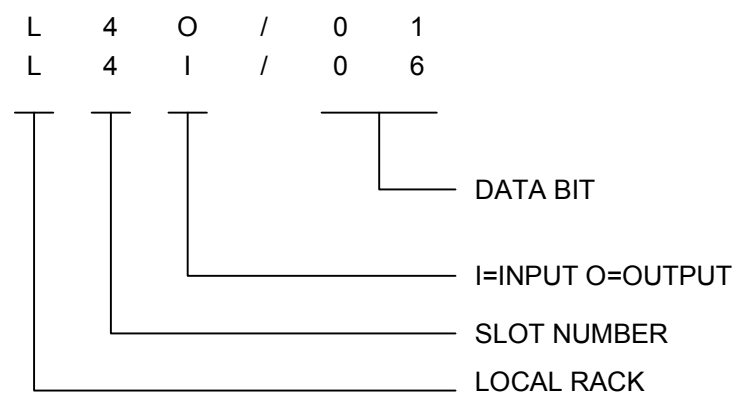 L 4 O / 0 1
L 4 I / 0 6
DATA BIT
I=INPUT O=OUTPUT
SLOT NUMBER
LOCAL RACK